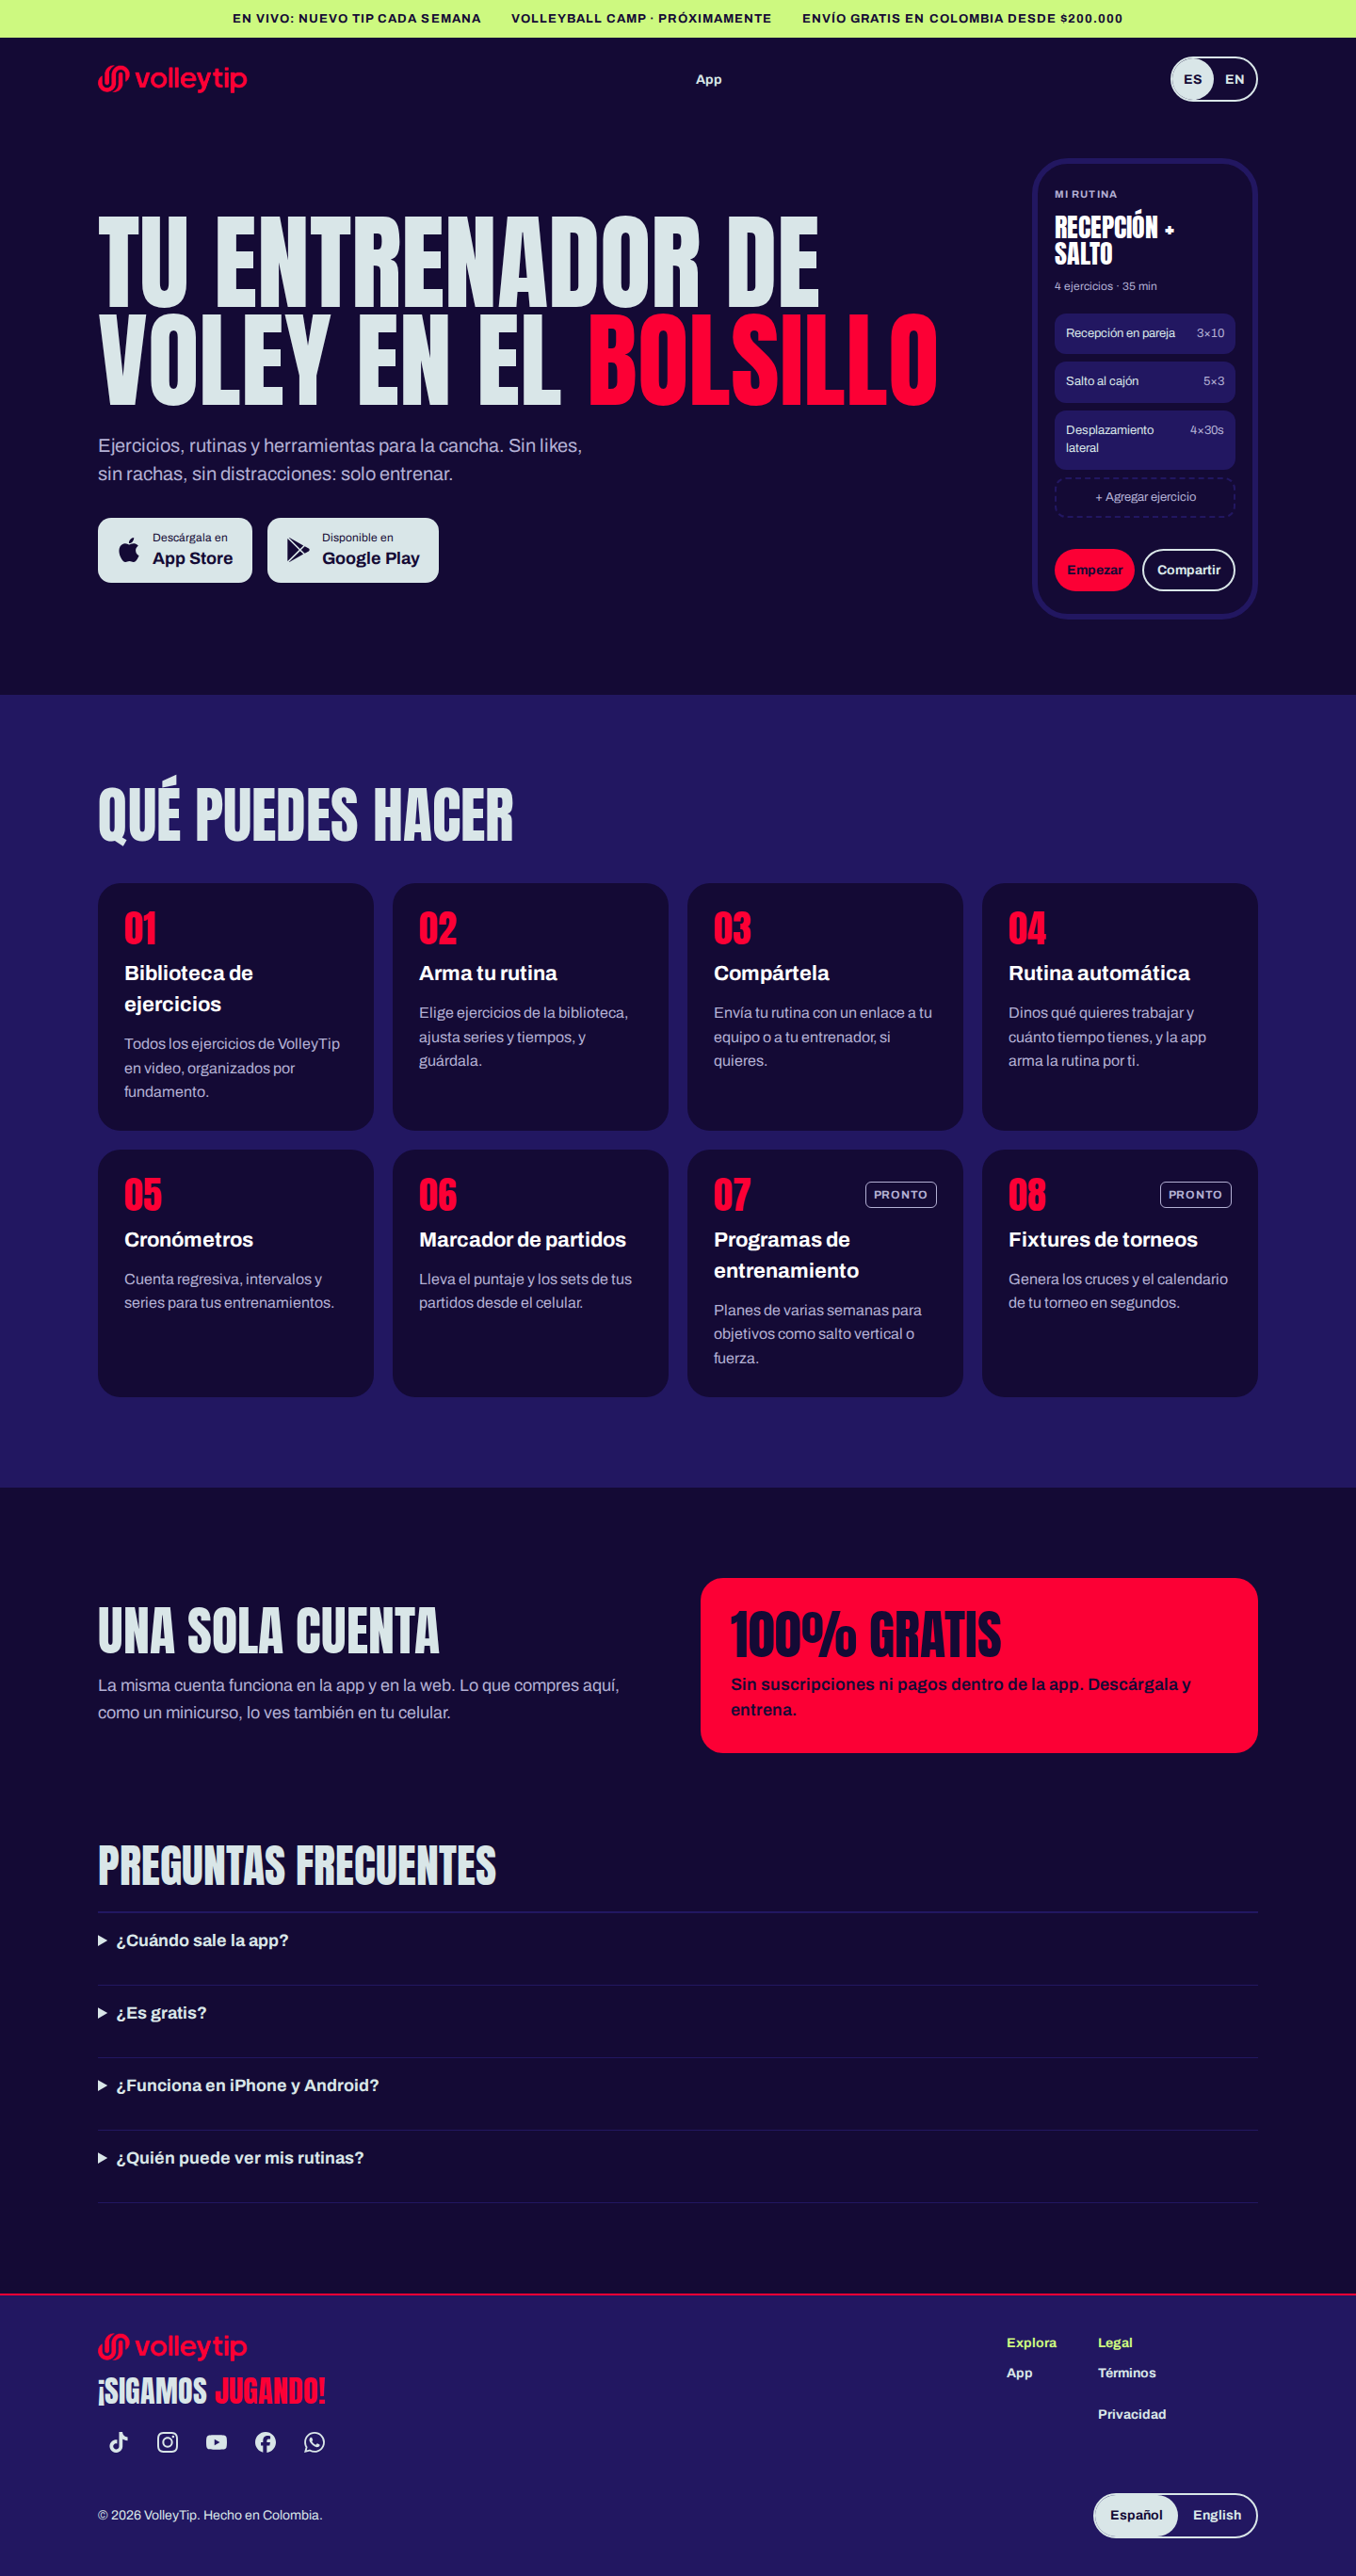 EN VIVO: NUEVO TIP CADA SEMANA VOLLEYBALL CAMP · PRÓXIMAMENTE ENVÍO GRATIS EN COLOMBIA DESDE $200.000
volleytip
App
ES EN
TU ENTRENADOR DE
VOLEY EN EL BOLSILLO
Ejercicios, rutinas y herramientas para la cancha. Sin likes,
sin rachas, sin distracciones: solo entrenar.
Descárgala en
App Store
Disponible en
Google Play
MI RUTINA
RECEPCIÓN +
SALTO
4 ejercicios · 35 min
Recepción en pareja 3×10
Salto al cajón 5×3
Desplazamiento 4×30s
lateral
+ Agregar ejercicio
Empezar Compartir
QUÉ PUEDES HACER
01
Biblioteca de
ejercicios
Todos los ejercicios de VolleyTip
en video, organizados por
fundamento.
02
Arma tu rutina
Elige ejercicios de la biblioteca,
ajusta series y tiempos, y
guárdala.
03
Compártela
Envía tu rutina con un enlace a tu
equipo o a tu entrenador, si
quieres.
04
Rutina automática
Dinos qué quieres trabajar y
cuánto tiempo tienes, y la app
arma la rutina por ti.
05
Cronómetros
Cuenta regresiva, intervalos y
series para tus entrenamientos.
06
Marcador de partidos
Lleva el puntaje y los sets de tus
partidos desde el celular.
07 PRONTO
Programas de
entrenamiento
Planes de varias semanas para
objetivos como salto vertical o
fuerza.
08 PRONTO
Fixtures de torneos
Genera los cruces y el calendario
de tu torneo en segundos.
UNA SOLA CUENTA
La misma cuenta funciona en la app y en la web. Lo que compres aquí,
como un minicurso, lo ves también en tu celular.
100% GRATIS
Sin suscripciones ni pagos dentro de la app. Descárgala y
entrena.
PREGUNTAS FRECUENTES
¿Cuándo sale la app?
¿Es gratis?
¿Funciona en iPhone y Android?
¿Quién puede ver mis rutinas?
volleytip
¡SIGAMOS JUGANDO!
Explora
App
Legal
Términos
Privacidad
© 2026 VolleyTip. Hecho en Colombia.
Español English